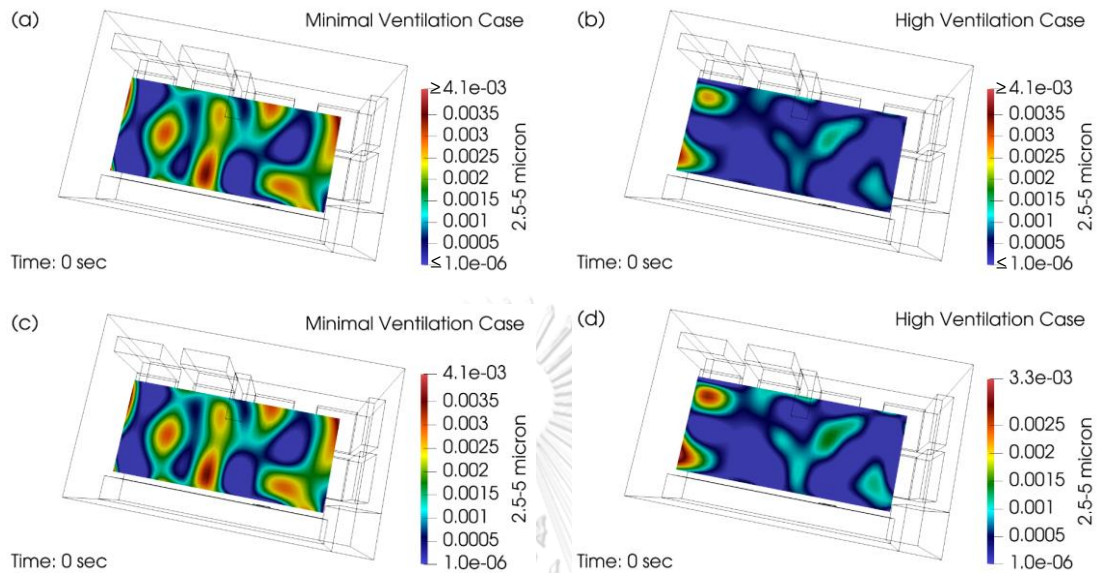 (a)
Minimal Ventilation Case
≥ 4.1e-03
0.0035
0.003
0.0025
0.002
0.0015
0.001
0.0005
≤ 1.0e-06
2.5-5 micron
Time: 0 sec
(b)
High Ventilation Case
≥ 4.1e-03
0.0035
0.003
0.0025
0.002
0.0015
0.001
0.0005
≤ 1.0e-06
2.5-5 micron
Time: 0 sec
(c)
Minimal Ventilation Case
4.1e-03
0.0035
0.003
0.0025
0.002
0.0015
0.001
0.0005
1.0e-06
2.5-5 micron
Time: 0 sec
(d)
High Ventilation Case
3.3e-03
0.0025
0.002
0.0015
0.001
0.0005
1.0e-06
2.5-5 micron
Time: 0 sec